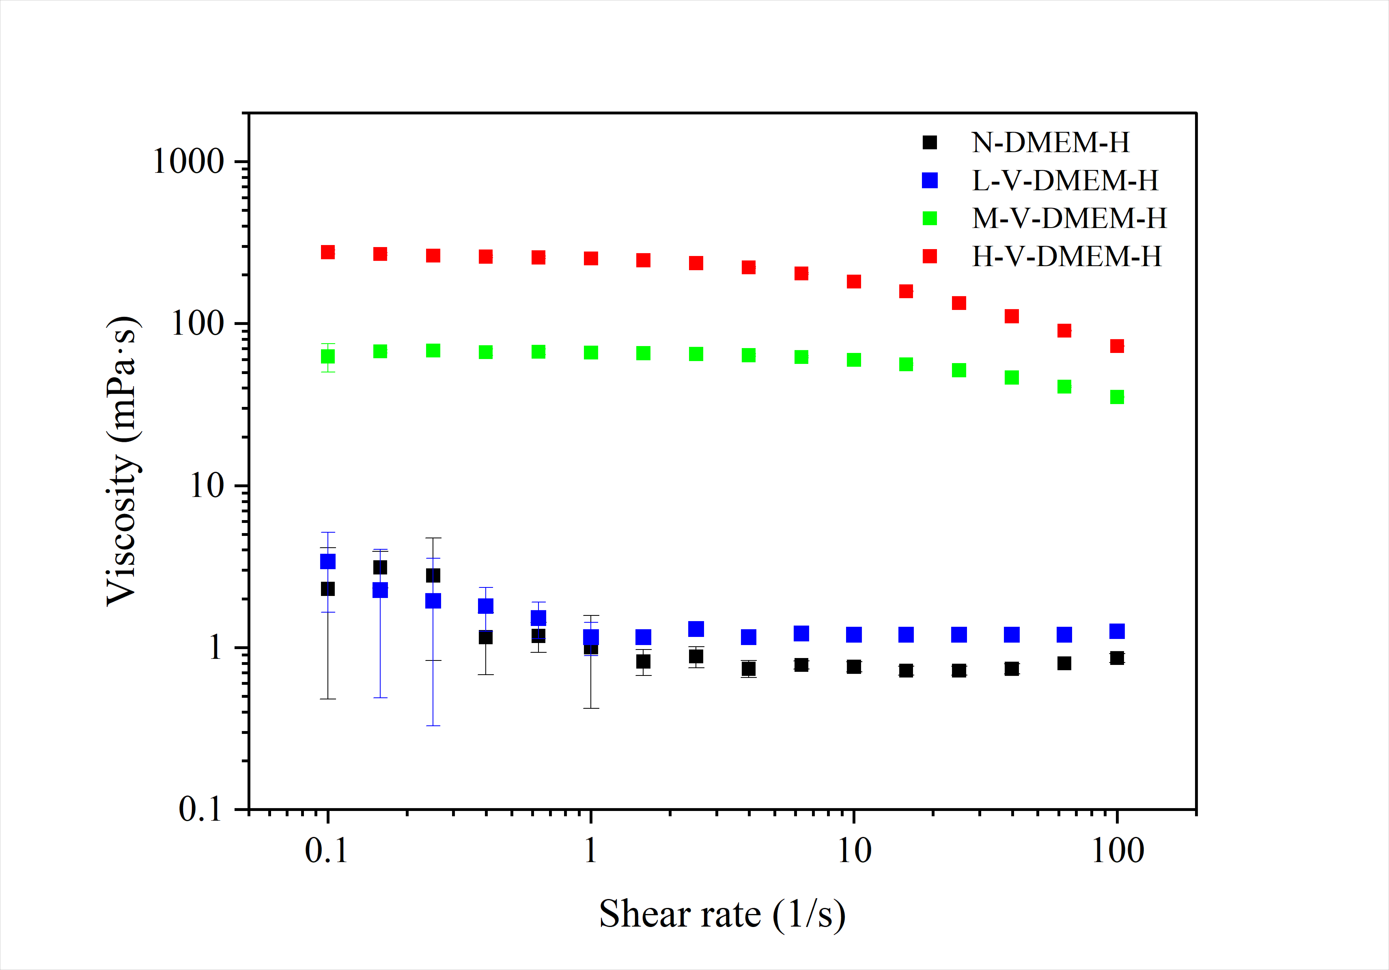 N-DMEM-H
L-V-DMEM-H
M-V-DMEM-H
H-V-DMEM-H
1000
100
10
1
0.1
Viscosity (mPa·s)
0.1 1 10 100
Shear rate (1/s)